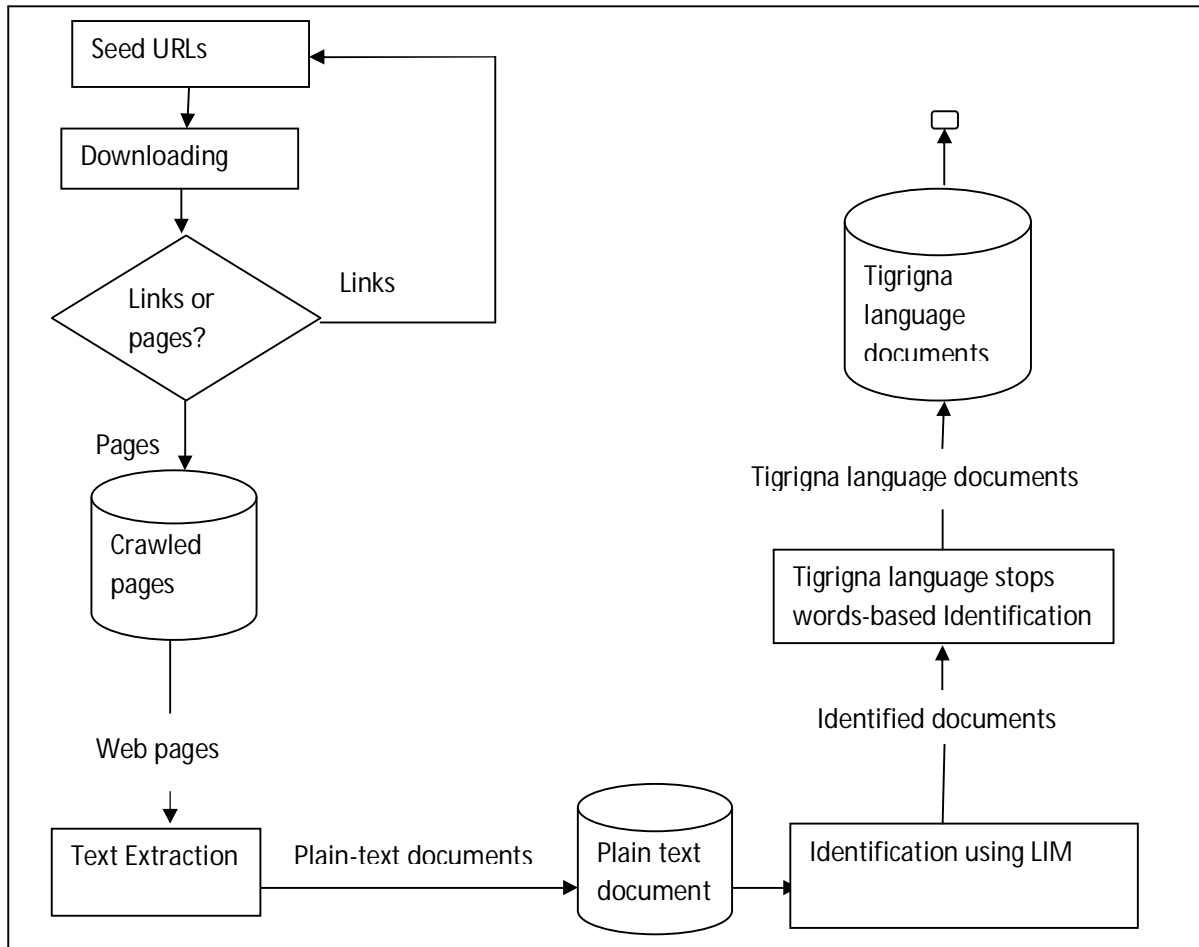 Seed URLs
Downloading
Links or
pages?
Links
Pages
Crawled
pages
Web pages
Text Extraction
Plain-text documents
Plain text
document
Identification using LIM
Identified documents
Tigrigna language stops
words-based Identification
Tigrigna language documents
Tigrigna
language
documents